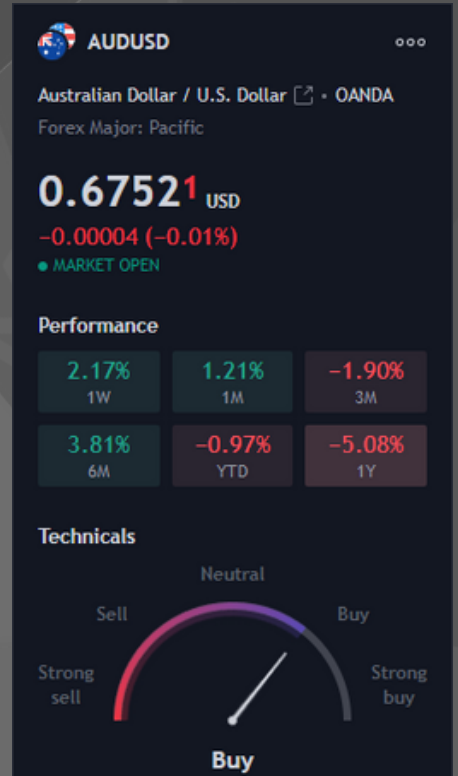 AUDUSD
Australian Dollar / U.S. Dollar • OANDA
Forex Major: Pacific
0.67521 USD
−0.00004 (−0.01%)
• MARKET OPEN
Performance
2.17% 1.21% −1.90%
1W 1M 3M
3.81% −0.97% −5.08%
6M YTD 1Y
Technicals
Neutral
Sell Buy
Strong Strong
sell buy
Buy